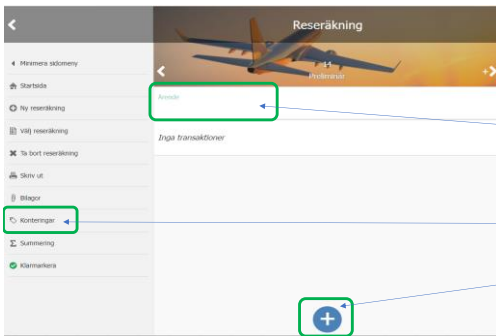 Reseräkning
Minimera sidomeny
Startsida
Ny reseräkning
Välj reseräkning
Ta bort reseräkning
Skriv ut
Bilagor
Konteringar
Summering
Klarmarkera
Preliminär
Ärende
Inga transaktioner